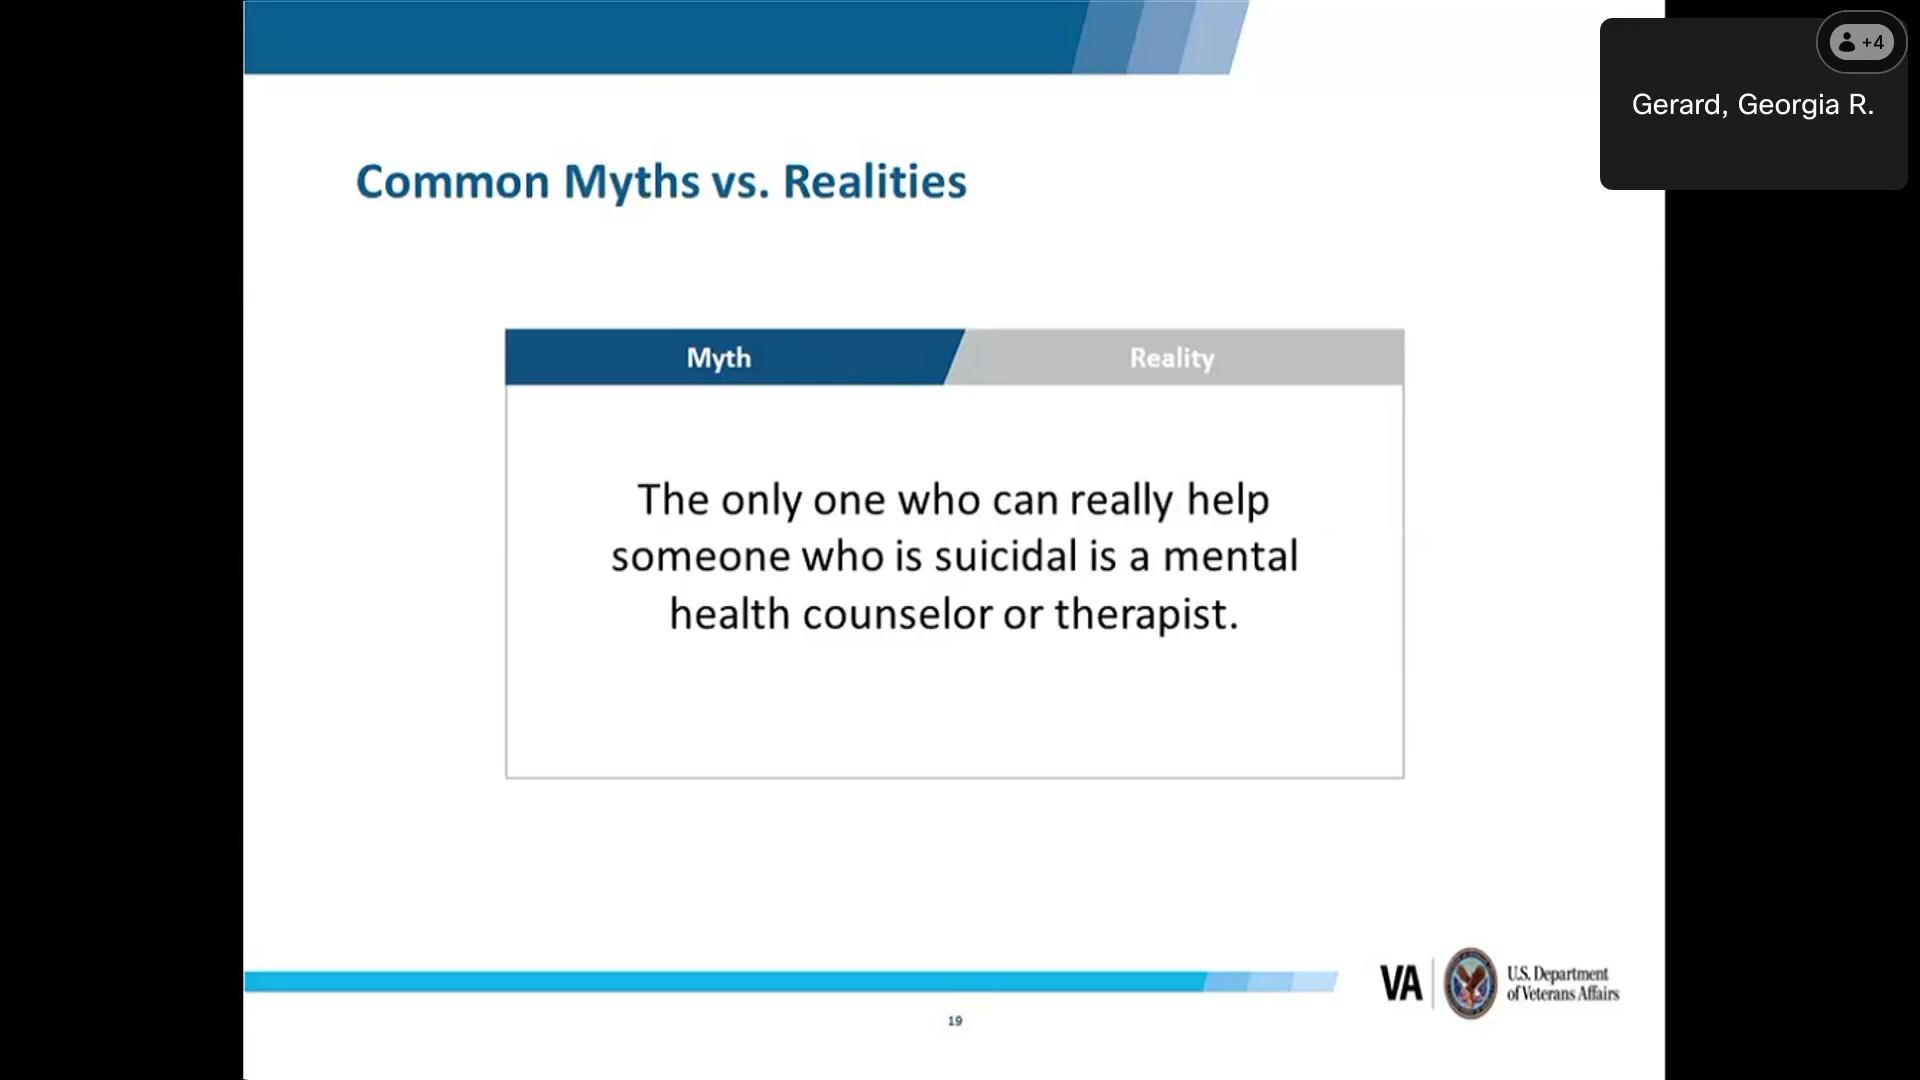 +4
Gerard, Georgia R.
Common Myths vs. Realities
Myth
Reality
The only one who can really help
someone who is suicidal is a mental
health counselor or therapist.
VA
U.S. Department
of Veterans Affairs
19